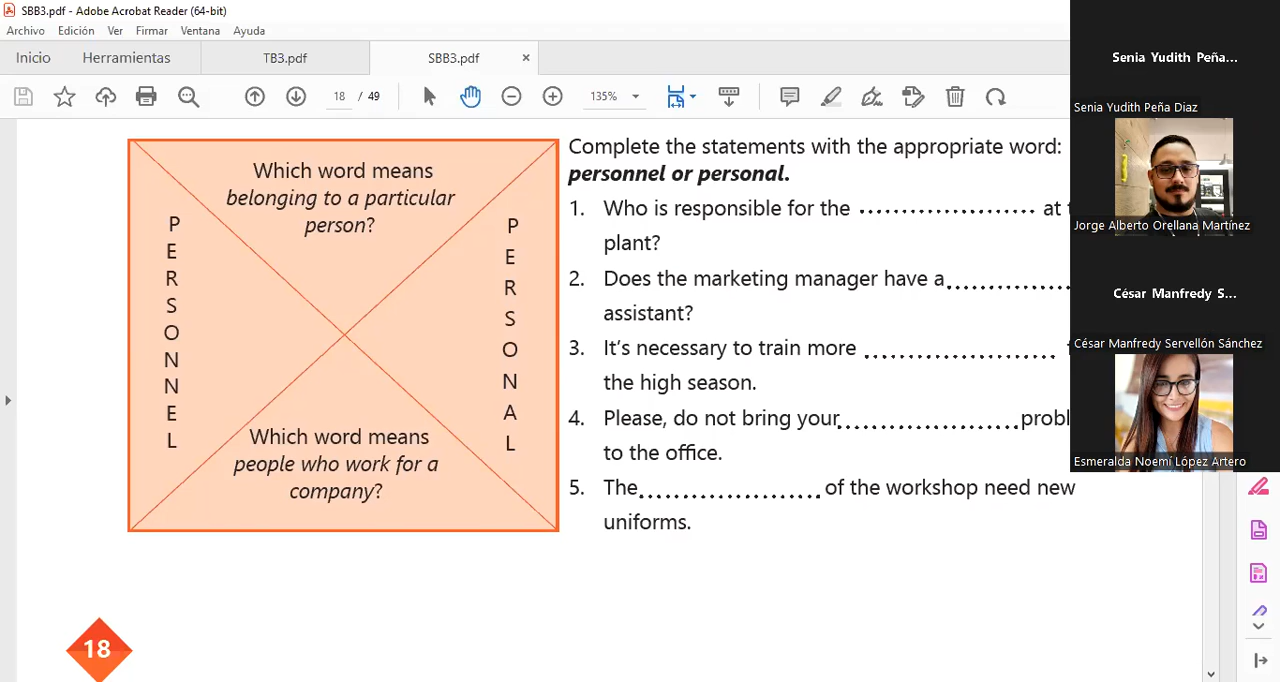 SBB3.pdf - Adobe Acrobat Reader (64-bit)
Archivo Edición Ver Firmar Ventana Ayuda
Inicio Herramientas TB3.pdf SBB3.pdf ×
18 / 49 135%
Which word means
belonging to a particular
person?
PERSONNEL
PERSONAL
Which word means
people who work for a
company?
Complete the statements with the appropriate word:
personnel or personal.
1. Who is responsible for the .................................. at
plant?
2. Does the marketing manager have a........................
assistant?
3. It's necessary to train more ....................................
the high season.
4. Please, do not bring your..................................probl
to the office.
5. The..................................of the workshop need new
uniforms.
18
Senia Yudith Peña...
Senia Yudith Peña Diaz
Jorge Alberto Orellana Martínez
César Manfredy S...
César Manfredy Servellón Sánchez
Esmeralda Noemí López Artero